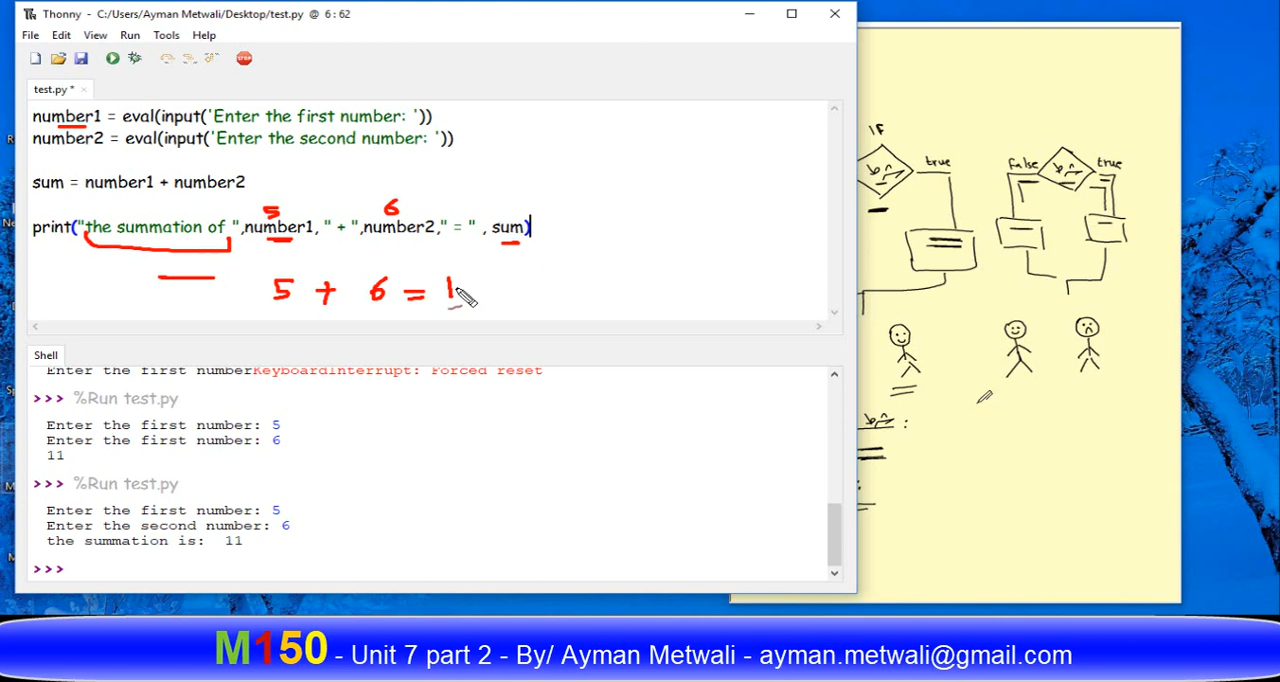 Thonny - C:/Users/Ayman Metwali/Desktop/test.py @ 6:62
File Edit View Run Tools Help
STOP
test.py *
number1 = eval(input('Enter the first number: '))
number2 = eval(input('Enter the second number: '))
sum = number1 + number2
5 6
print("the summation of ",number1, " + ",number2," = " , sum)
5 + 6 = 1
Shell
Enter the first numberKeyboardInterrupt: Forced reset
>>> %Run test.py
Enter the first number: 5
Enter the first number: 6
11
>>> %Run test.py
Enter the first number: 5
Enter the second number: 6
the summation is:  11
>>>
IF
true
false true
M150 - Unit 7 part 2 - By/ Ayman Metwali - ayman.metwali@gmail.com